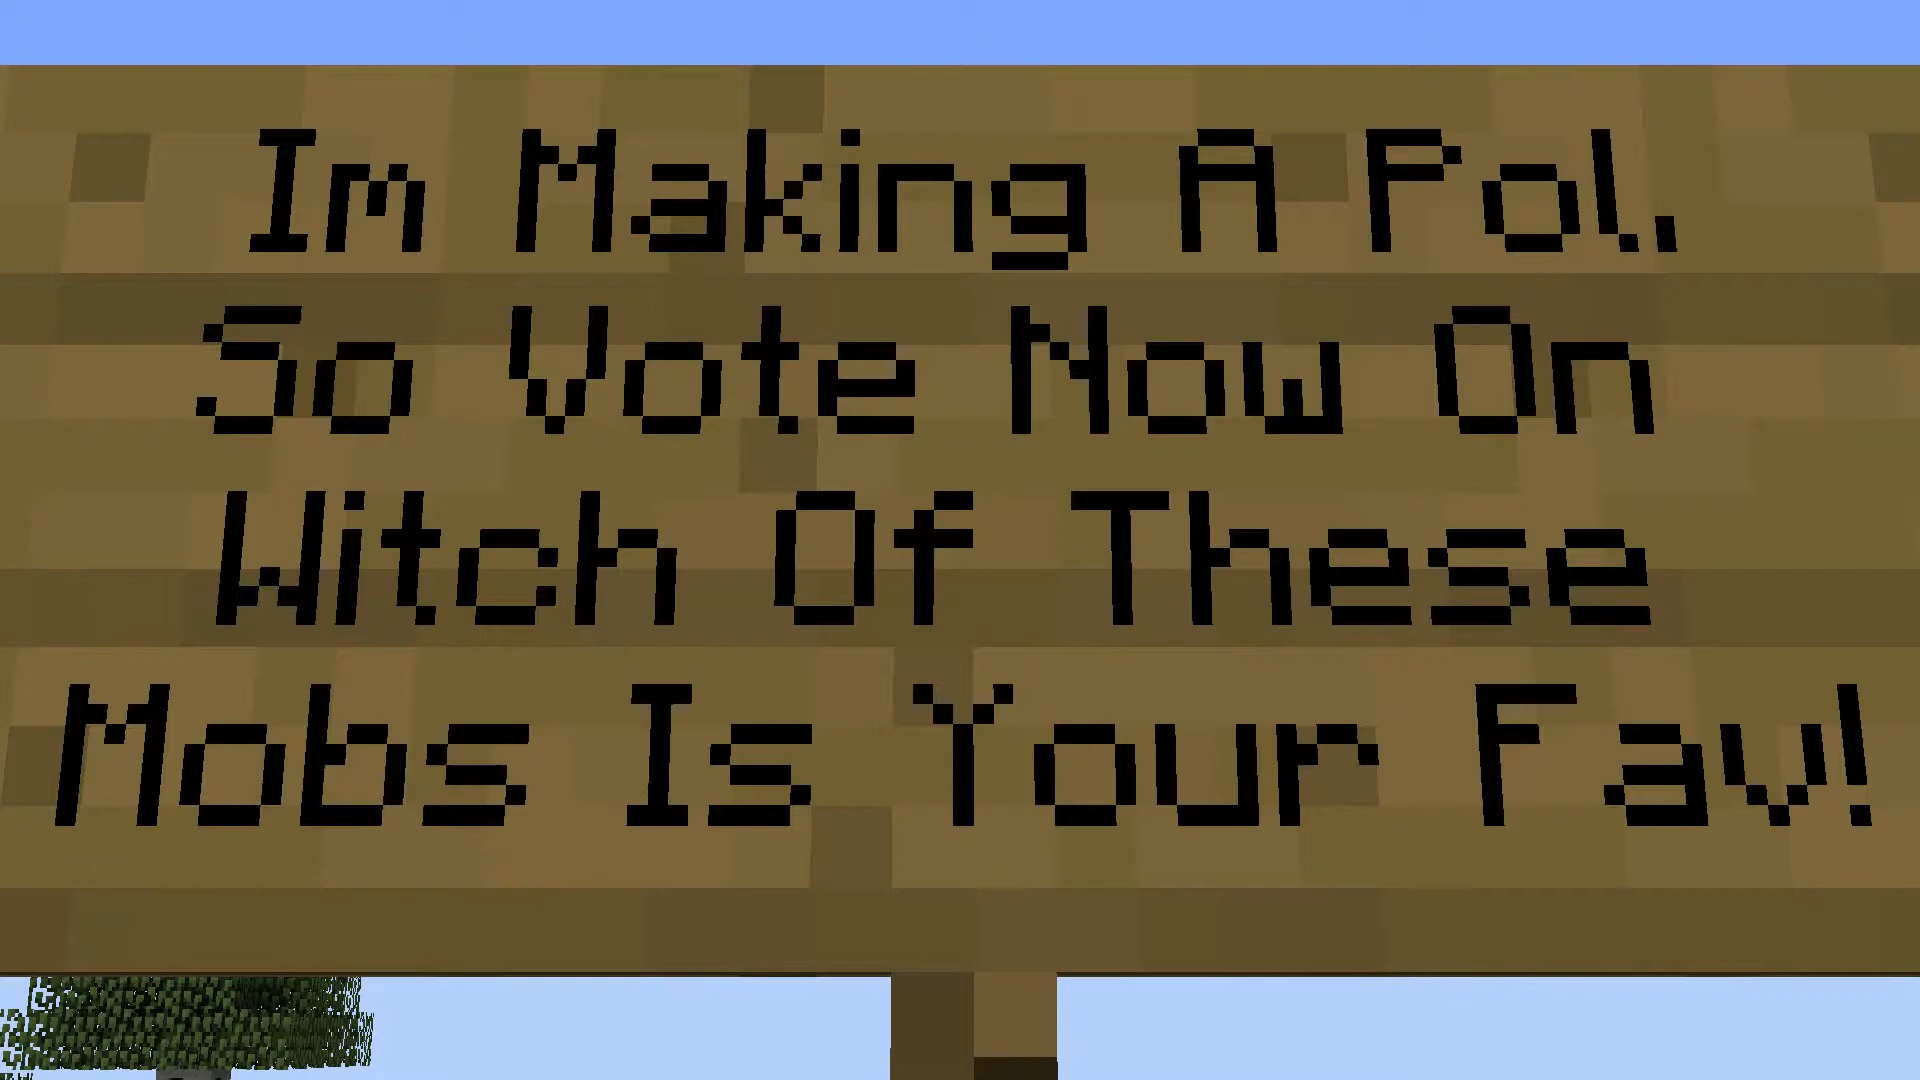 Im Making A Pol,
So Vote Now On
Witch Of These
Mobs Is Your Fav!